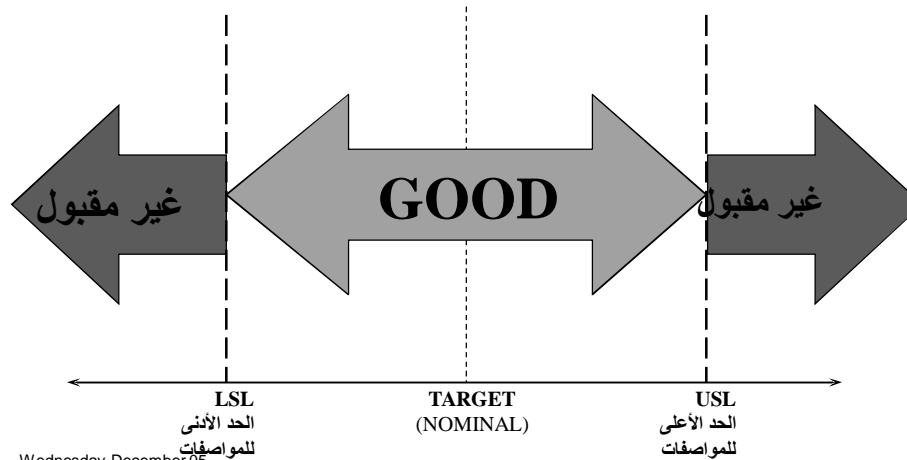 غير مقبول
GOOD
غير مقبول
LSL
الحد الأدنى
للمواصفات
TARGET
(NOMINAL)
USL
الحد الأعلى
للمواصفات
Wednesday December 05